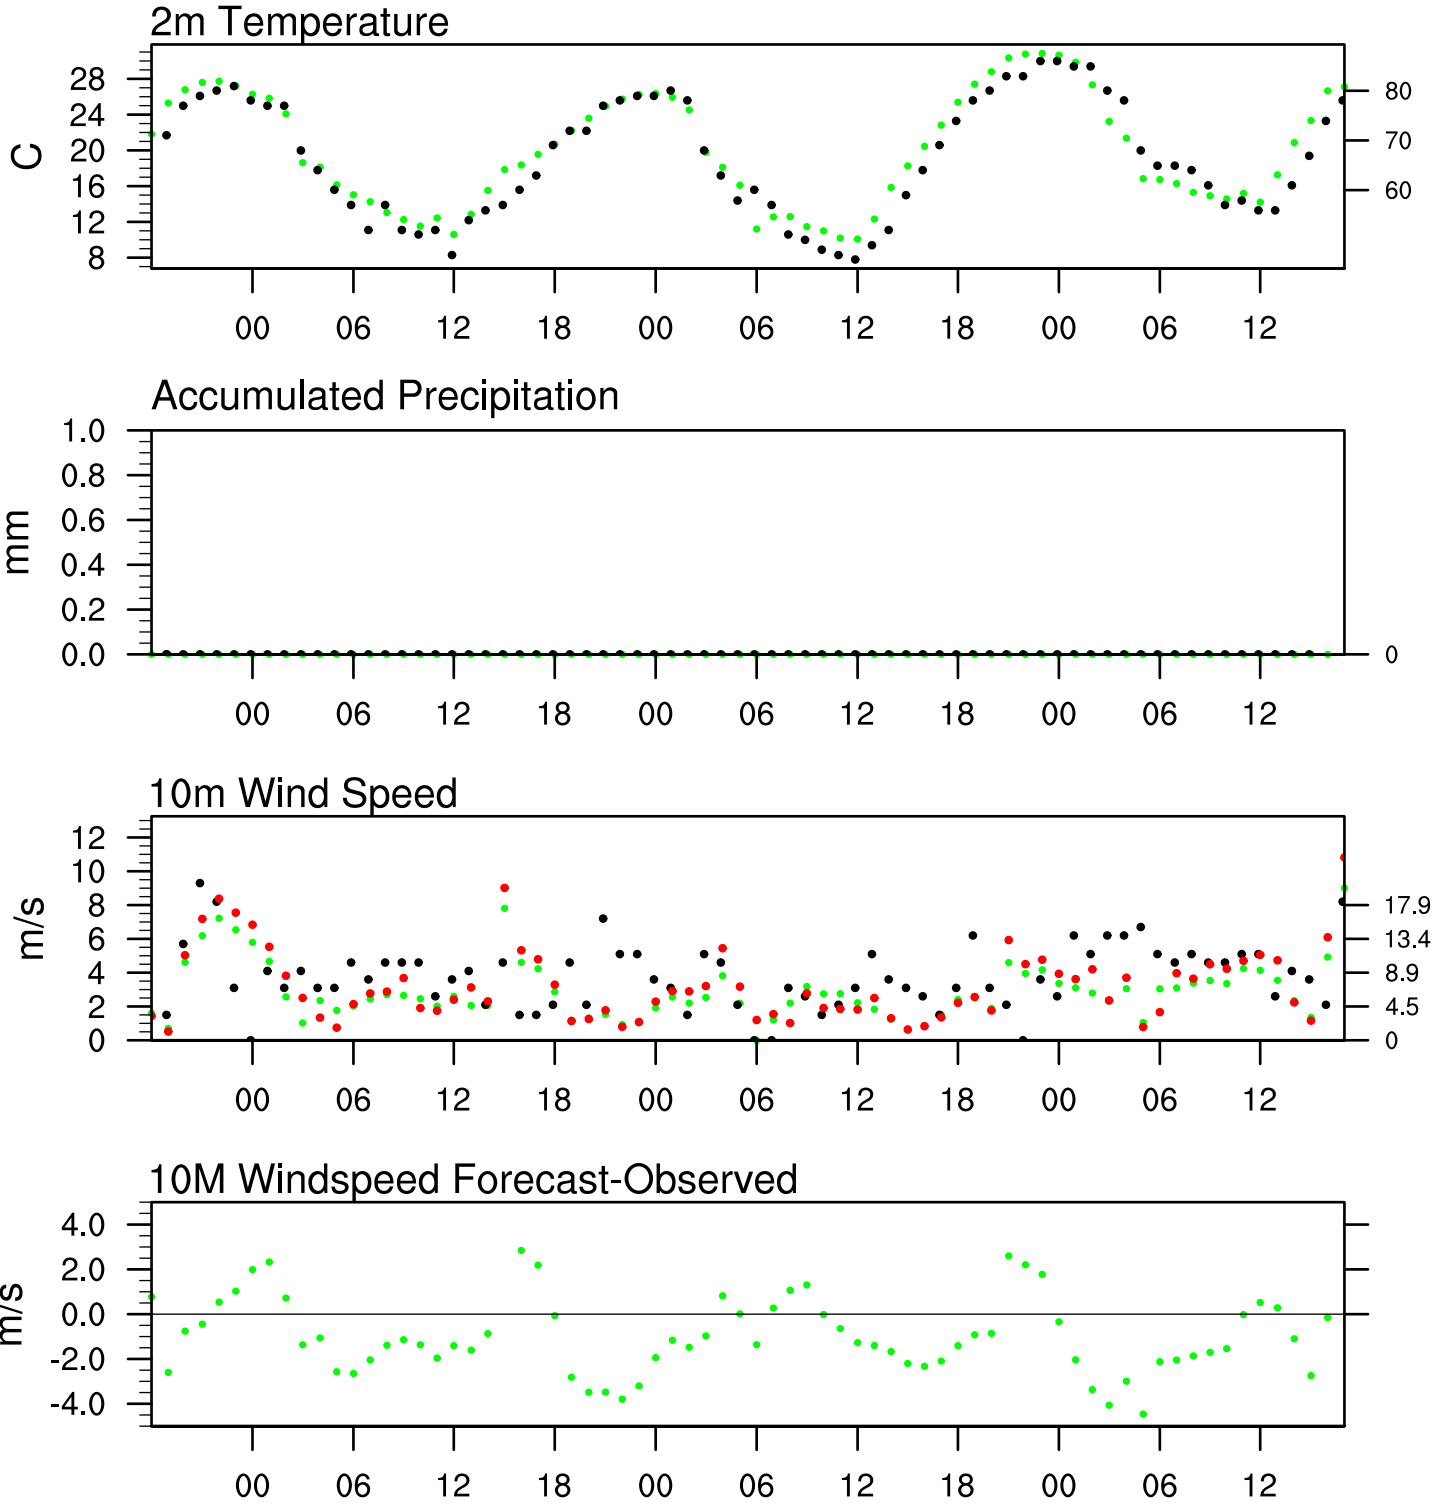 2m Temperature
C
28
24
20
16
12
8
80
70
60
00 06 12 18 00 06 12 18 00 06 12
Accumulated Precipitation
mm
1.0
0.8
0.6
0.4
0.2
0.0
0
00 06 12 18 00 06 12 18 00 06 12
10m Wind Speed
m/s
12
10
8
6
4
2
0
17.9
13.4
8.9
4.5
0
00 06 12 18 00 06 12 18 00 06 12
10M Windspeed Forecast-Observed
m/s
4.0
2.0
0.0
-2.0
-4.0
00 06 12 18 00 06 12 18 00 06 12